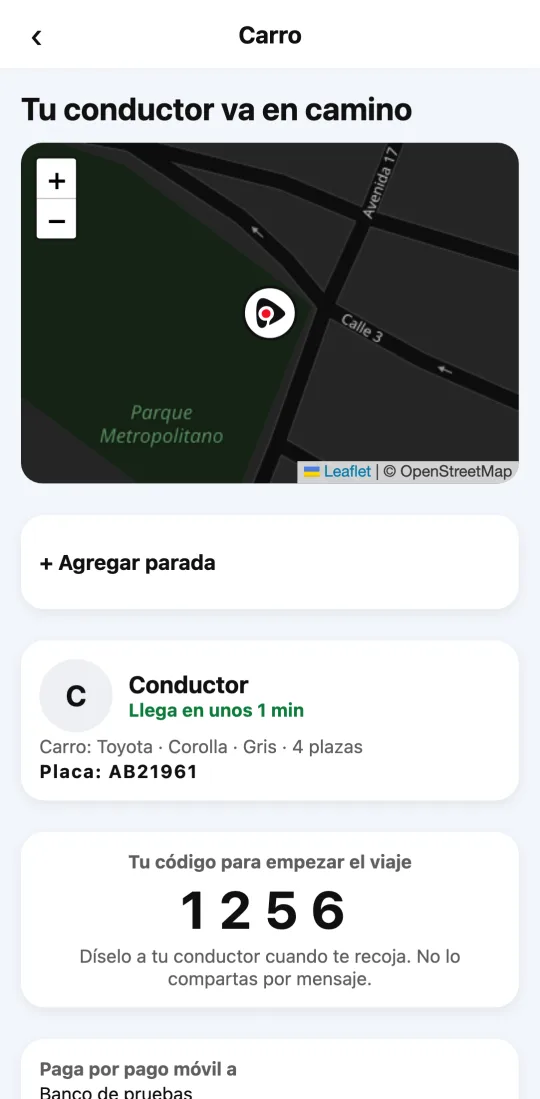 ‹ Carro
Tu conductor va en camino
+
−
Avenida 17
Calle 3
Parque
Metropolitano
Leaflet | © OpenStreetMap
+ Agregar parada
C
Conductor
Llega en unos 1 min
Carro: Toyota · Corolla · Gris · 4 plazas
Placa: AB21961
Tu código para empezar el viaje
1256
Díselo a tu conductor cuando te recoja. No lo
compartas por mensaje.
Paga por pago móvil a
Banco de pruebas